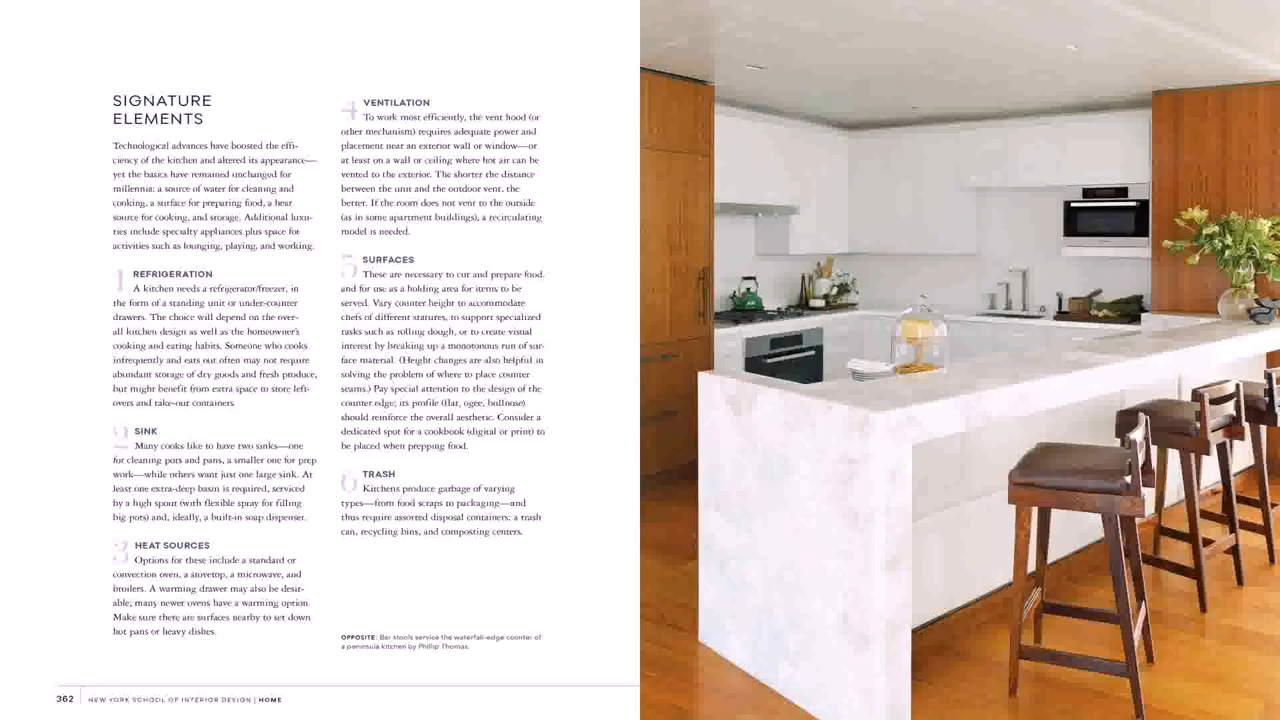 SIGNATURE
ELEMENTS
Technological advances have boosted the effi-
ciency of the kitchen and altered its appearance—
yet the basics have remained unchanged for
millennia: a source of water for cleaning and
cooking, a surface for preparing food, a heat
source for cooking, and storage. Additional luxu-
ries include specialty appliances plus space for
activities such as lounging, playing, and working.
1 REFRIGERATION
A kitchen needs a refrigerator/freezer, in
the form of a standing unit or under-counter
drawers. The choice will depend on the over-
all kitchen design as well as the homeowner's
cooking and eating habits. Someone who cooks
infrequently and eats out often may not require
abundant storage of dry goods and fresh produce,
but might benefit from extra space to store left-
overs and take-out containers.
2 SINK
Many cooks like to have two sinks—one
for cleaning pots and pans, a smaller one for prep
work—while others want just one large sink. At
least one extra-deep basin is required, serviced
by a high spout (with flexible spray for filling
big pots) and, ideally, a built-in soap dispenser.
3 HEAT SOURCES
Options for these include a standard or
convection oven, a stovetop, a microwave, and
broilers. A warming drawer may also be desir-
able; many newer ovens have a warming option.
Make sure there are surfaces nearby to set down
hot pans or heavy dishes.
4 VENTILATION
To work most efficiently, the vent hood (or
other mechanism) requires adequate power and
placement near an exterior wall or window—or
at least on a wall or ceiling where hot air can be
vented to the exterior. The shorter the distance
between the unit and the outdoor vent, the
better. If the room does not vent to the outside
(as in some apartment buildings), a recirculating
model is needed.
5 SURFACES
These are necessary to cut and prepare food,
and for use as a holding area for items to be
served. Vary counter height to accommodate
chefs of different statures, to support specialized
tasks such as rolling dough, or to create visual
interest by breaking up a monotonous run of sur-
face material. (Height changes are also helpful in
solving the problem of where to place counter
seams.) Pay special attention to the design of the
counter edge; its profile (flat, ogee, bullnose)
should reinforce the overall aesthetic. Consider a
dedicated spot for a cookbook (digital or print) to
be placed when prepping food.
6 TRASH
Kitchens produce garbage of varying
types—from food scraps to packaging—and
thus require assorted disposal containers: a trash
can, recycling bins, and composting centers.
OPPOSITE: Bar stools service the waterfall-edge counter of
a peninsula kitchen by Phillip Thomas.
362 NEW YORK SCHOOL OF INTERIOR DESIGN | HOME